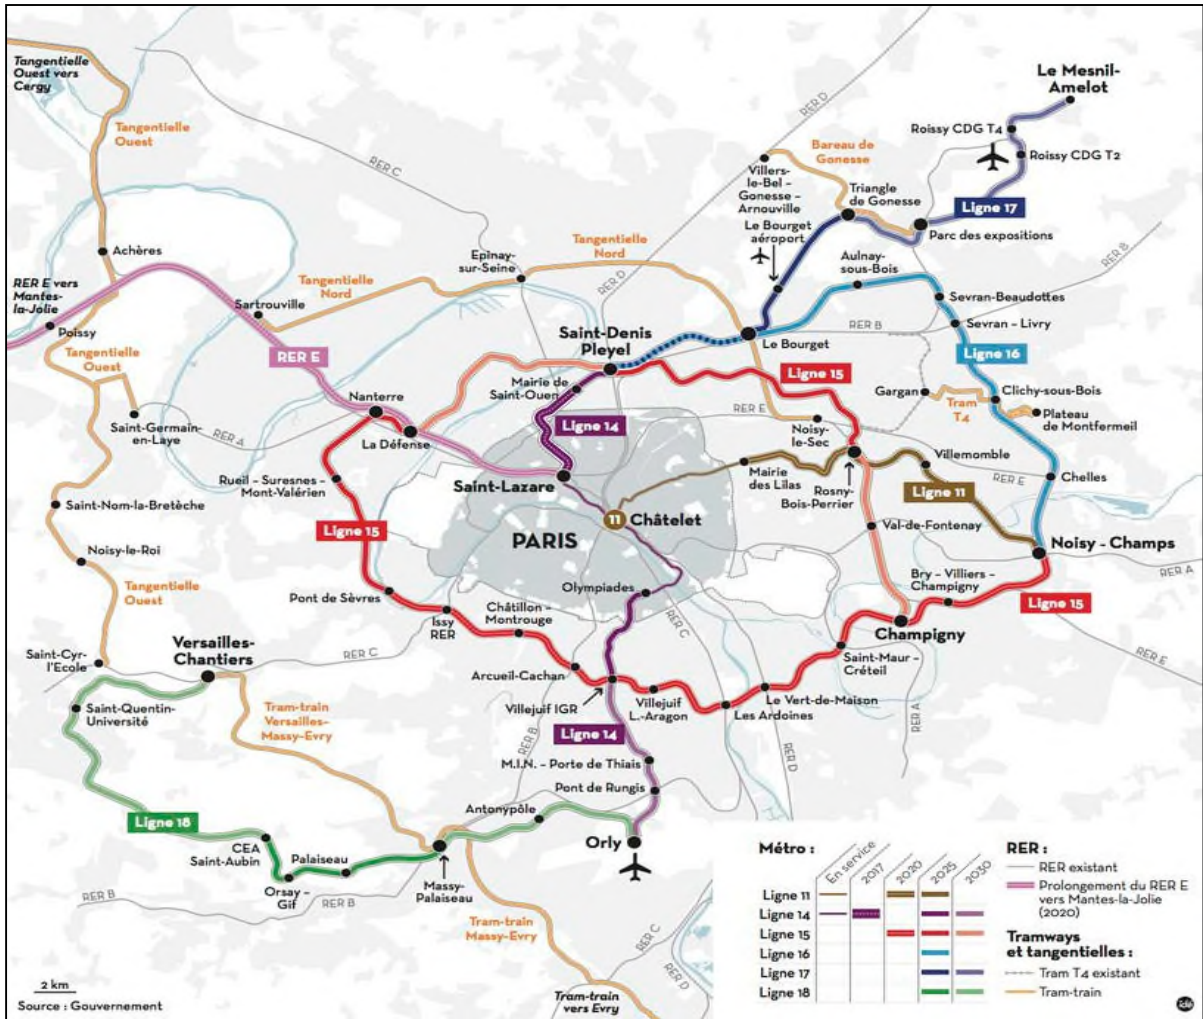 Tangentielle
Ouest vers
Cergy
Tangentielle
Ouest
RER C
RER D
Le Mesnil-
Amelot
Roissy CDG T4
Roissy CDG T2
Bareau de
Gonesse
Villers-
le-Bel –
Gonesse –
Arnouville
Triangle
de Gonesse
Ligne 17
Parc des expositions
Le Bourget
aéroport
Achères
Epinay-
sur-Seine
Tangentielle
Nord
RER D
Aulnay-
sous-Bois
RER B
RER E vers
Mantes-
la-Jolie
Tangentielle
Nord
Sartrouville
Sevran-Beaudottes
Poissy
Saint-Denis
Pleyel
RER B
Sevran – Livry
Le Bourget
Tangentielle
Ouest
RER E
Ligne 16
Ligne 15
Mairie de
Saint-Ouen
Gargan
Clichy-sous-Bois
Tram
T4
Plateau
de Montfermeil
Nanterre
Saint-Germain-
en-Laye
RER A
La Défense
Ligne 14
RER E
Noisy-
le-Sec
Villemomble
Rueil – Suresnes –
Mont-Valérien
Saint-Lazare
Mairie
des Lilas
Rosny-
Bois-Perrier
RER E
Chelles
Ligne 11
Saint-Nom-la-Bretèche
Ligne 15
11
Châtelet
PARIS
Val-de-Fontenay
Noisy – Champs
Noisy-le-Roi
RER A
Tangentielle
Ouest
Pont de Sèvres
Issy
RER
Châtillon –
Montrouge
Olympiades
Bry – Villiers –
Champigny
Ligne 15
RER C
Champigny
Saint-Cyr-
l'Ecole
Versailles-
Chantiers
RER C
Arcueil-Cachan
Saint-Maur –
Créteil
RER E
Villejuif IGR
Villejuif
L.-Aragon
Le Vert-de-Maison
Les Ardoines
Saint-Quentin-
Université
Tram-train
Versailles-
Massy-Evry
RER B
Ligne 14
RER A
RER D
M.I.N. – Porte de Thiais
Pont de Rungis
Ligne 18
Antonypôle
Orly
CEA
Saint-Aubin
Palaiseau
Orsay –
Gif
Massy-
Palaiseau
RER B
RER B
Tram-train
Massy-Evry
RER C
RER D
Tram-train
vers Evry
2 km
Source : Gouvernement
Métro :
En service
2017
2020
2025
2030
Ligne 11
Ligne 14
Ligne 15
Ligne 16
Ligne 17
Ligne 18
RER :
RER existant
Prolongement du RER E
vers Mantes-la-Jolie
(2020)
Tramways
et tangentielles :
Tram T4 existant
Tram-train
idé